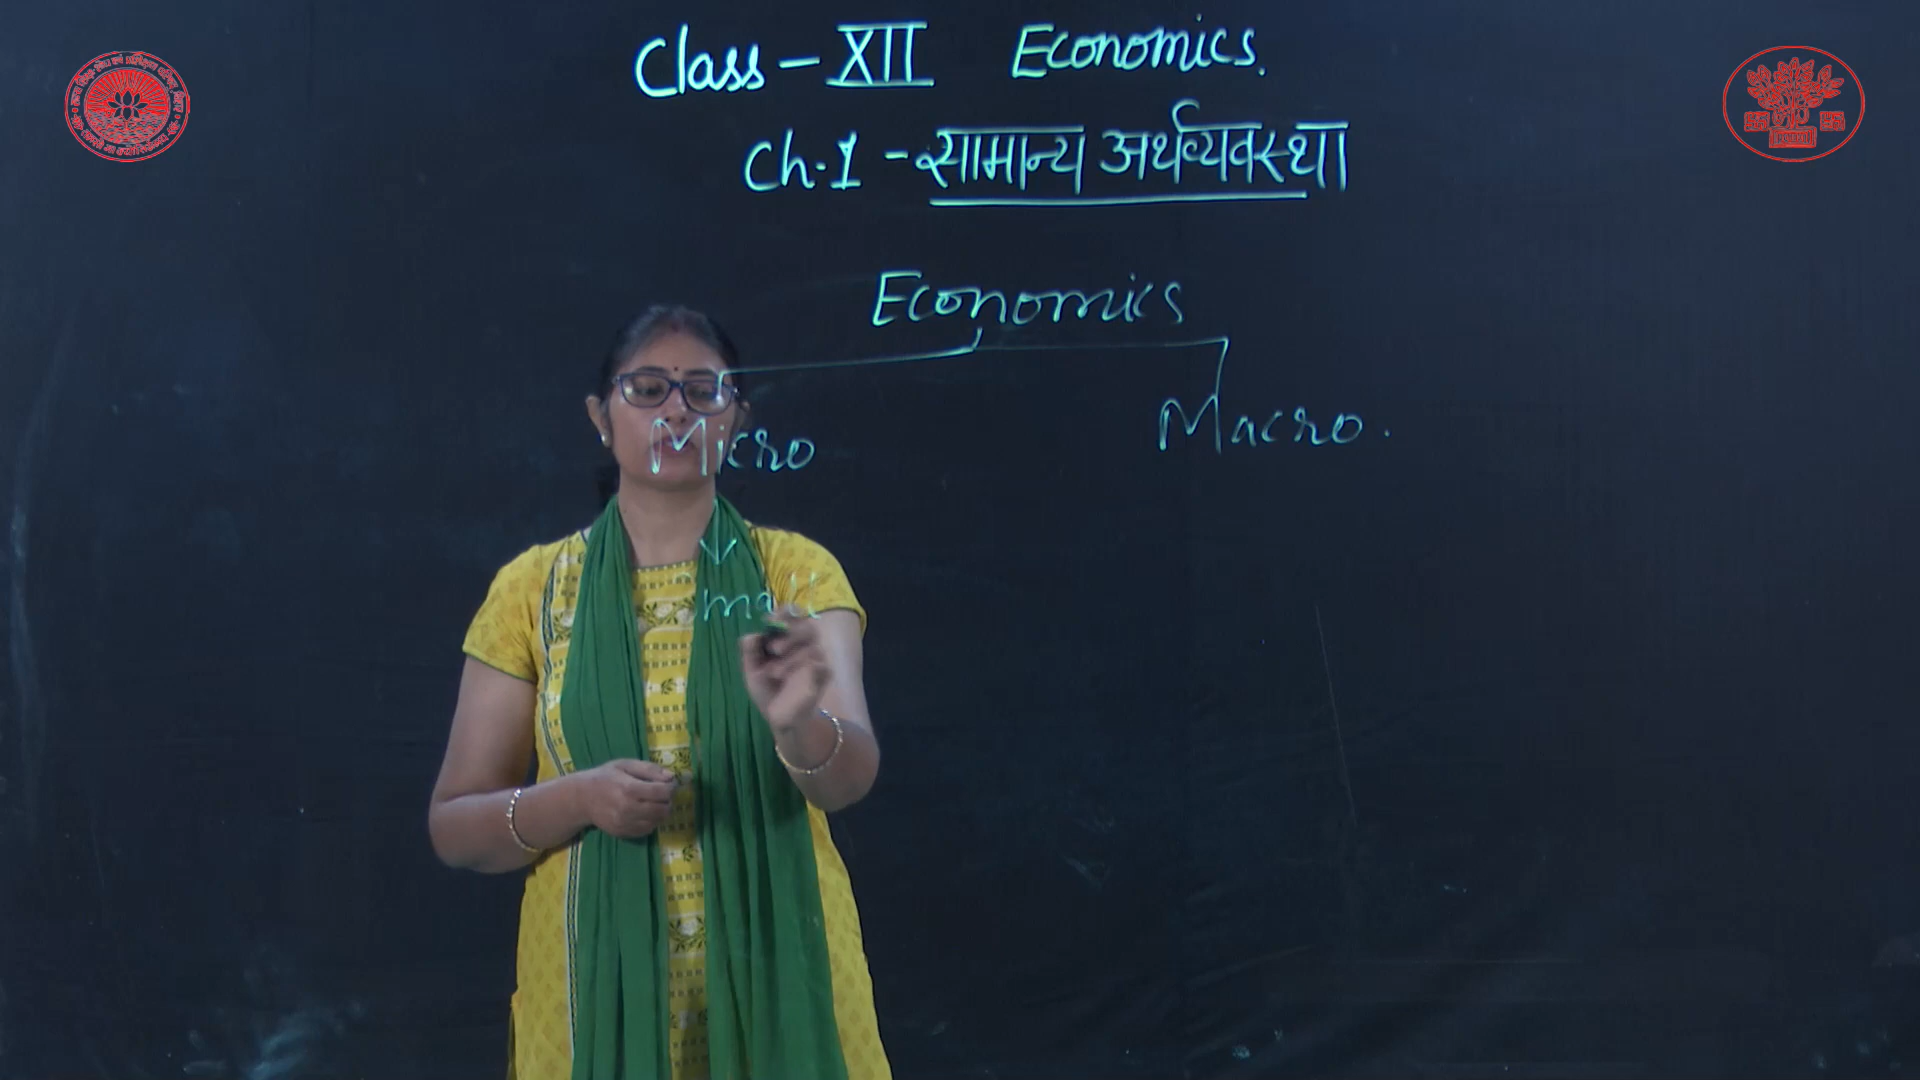 Class - XII Economics.
Ch.1 - सामान्य अर्थव्यवस्था
Economics
Micro
Macro.